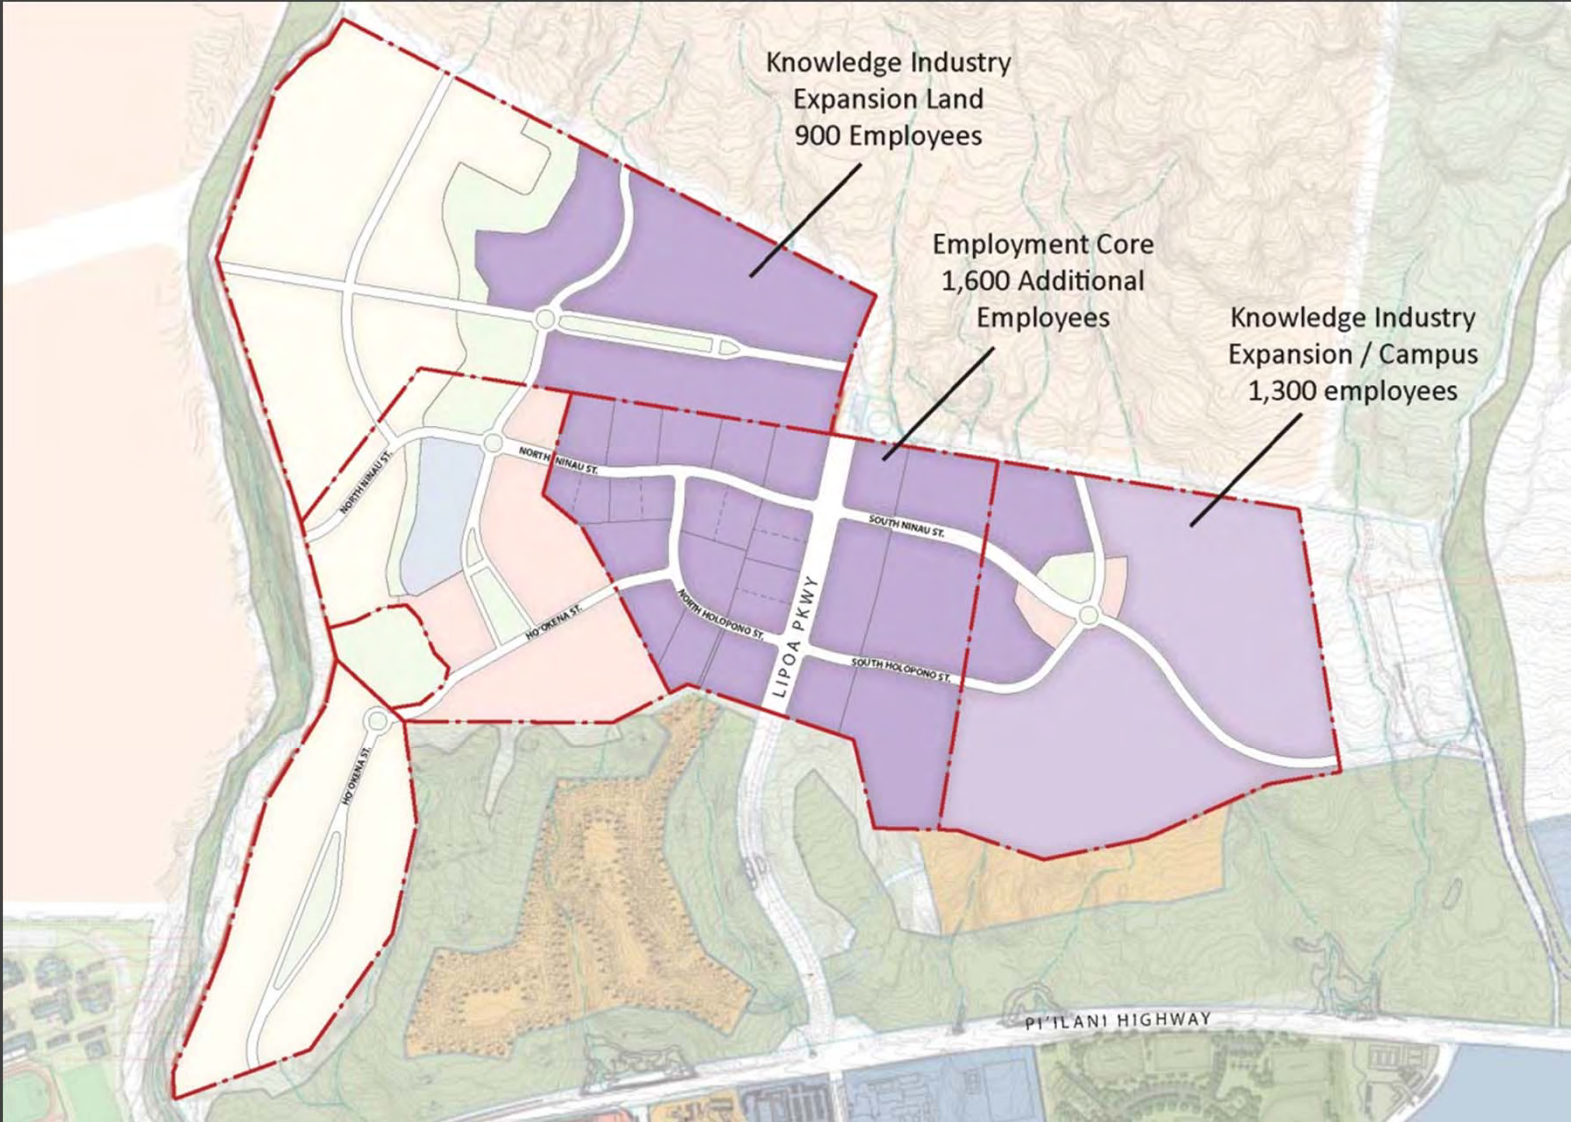 Knowledge Industry
Expansion Land
900 Employees
Employment Core
1,600 Additional
Employees
Knowledge Industry
Expansion / Campus
1,300 employees
NORTH NINAU ST.
NORTH NINAU ST.
SOUTH NINAU ST.
HO'OKENA ST.
NORTH HOLOPONO ST.
LIPOA PKWY
SOUTH HOLOPONO ST.
HO'OKENA ST.
PI'ILANI HIGHWAY